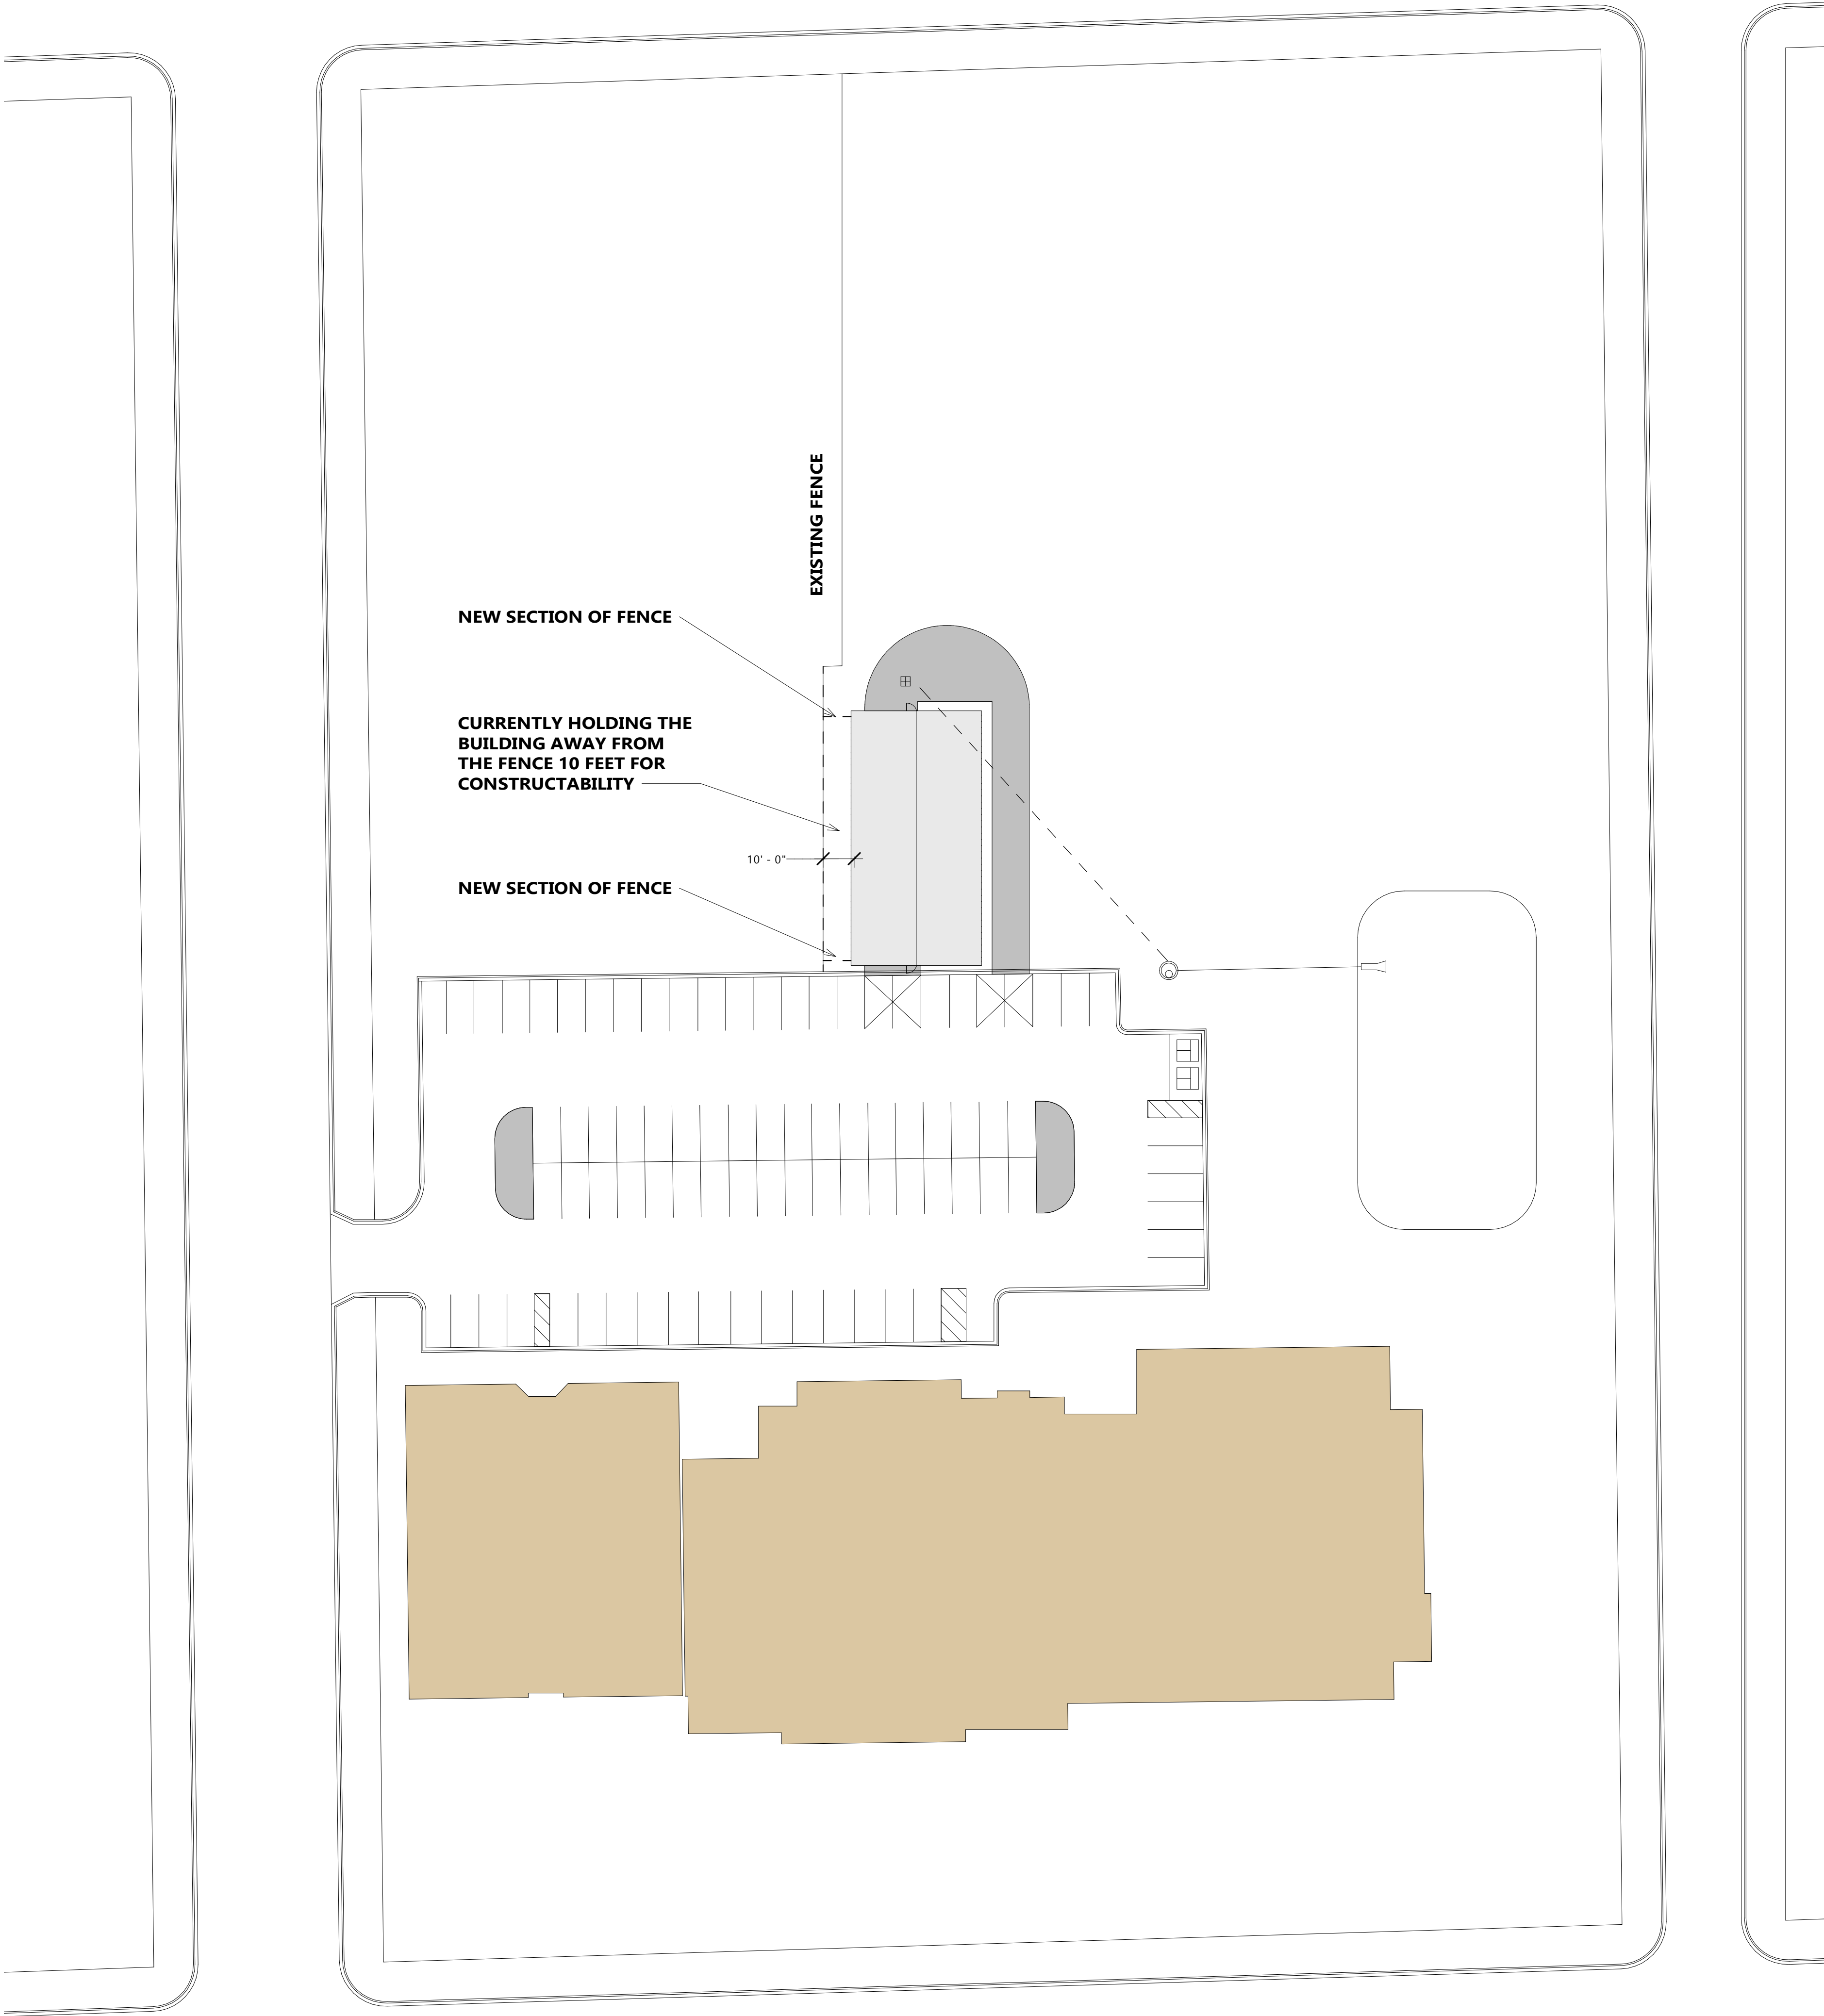 EXISTING FENCE
NEW SECTION OF FENCE
CURRENTLY HOLDING THE
BUILDING AWAY FROM
THE FENCE 10 FEET FOR
CONSTRUCTABILITY
10' - 0"
NEW SECTION OF FENCE